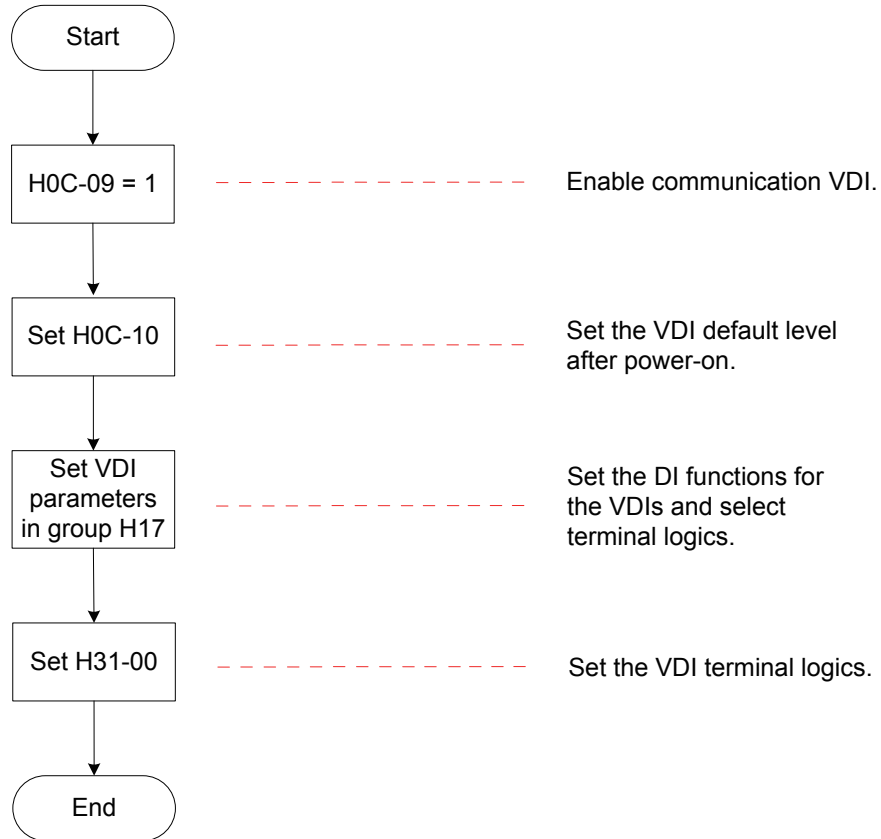 Start
H0C-09 = 1
Enable communication VDI.
Set H0C-10
Set the VDI default level
after power-on.
Set VDI
parameters
in group H17
Set the DI functions for
the VDIs and select
terminal logics.
Set H31-00
Set the VDI terminal logics.
End